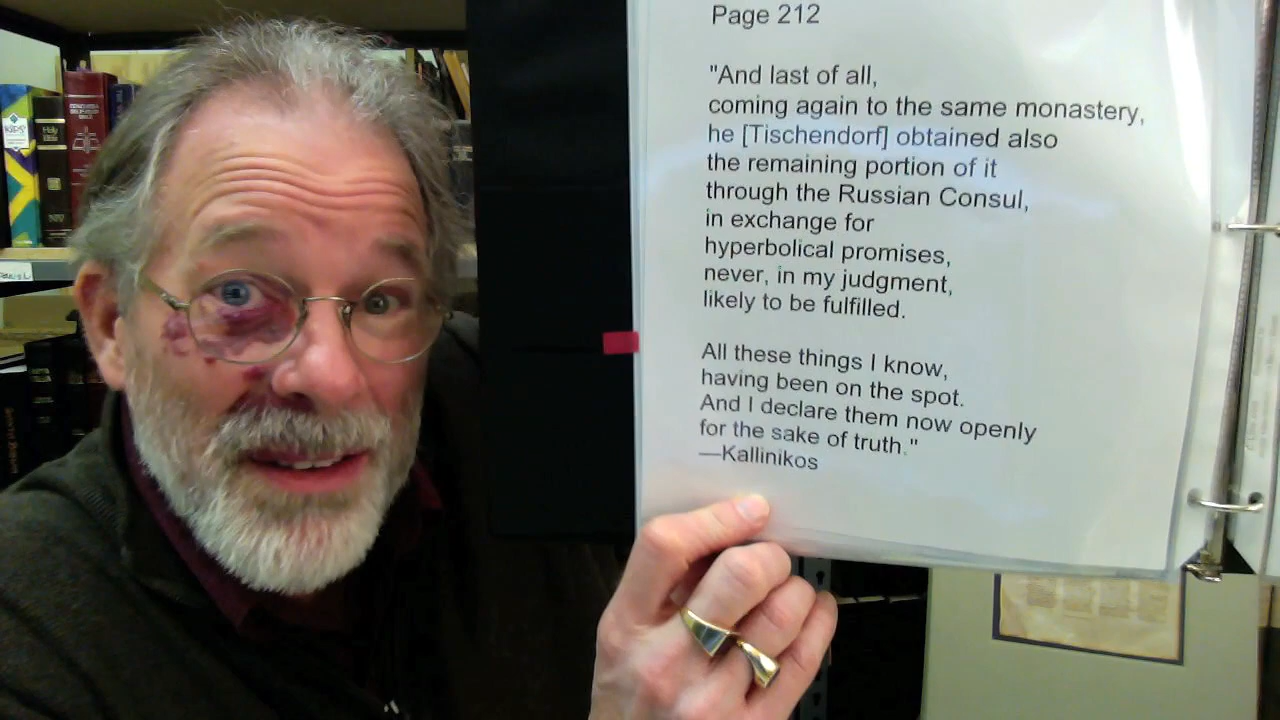 Page 212
"And last of all,
coming again to the same monastery,
he [Tischendorf] obtained also
the remaining portion of it
through the Russian Consul,
in exchange for
hyperbolical promises,
never, in my judgment,
likely to be fulfilled.
All these things I know,
having been on the spot.
And I declare them now openly
for the sake of truth."
—Kallinikos
Holy
NIV